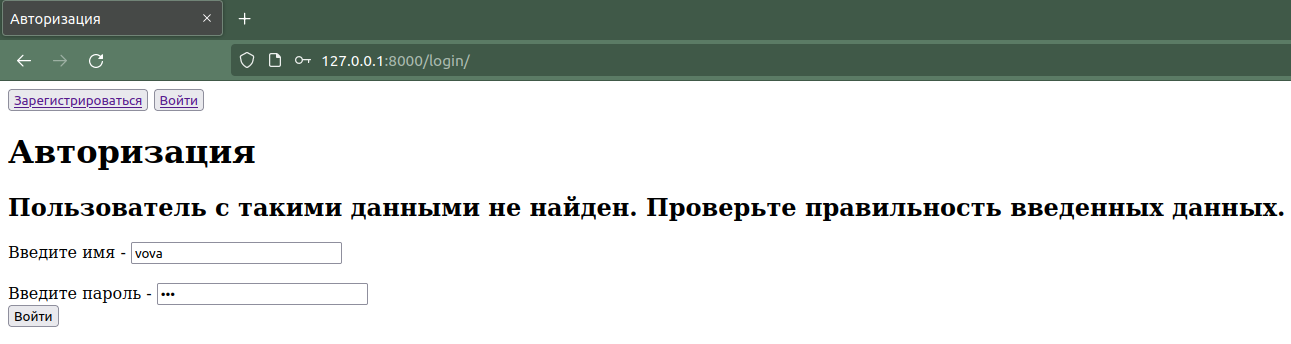 Авторизация
127.0.0.1:8000/login/
Зарегистрироваться Войти
Авторизация
Пользователь с такими данными не найден. Проверьте правильность введенных данных.
Введите имя - vova
Введите пароль - •••
Войти